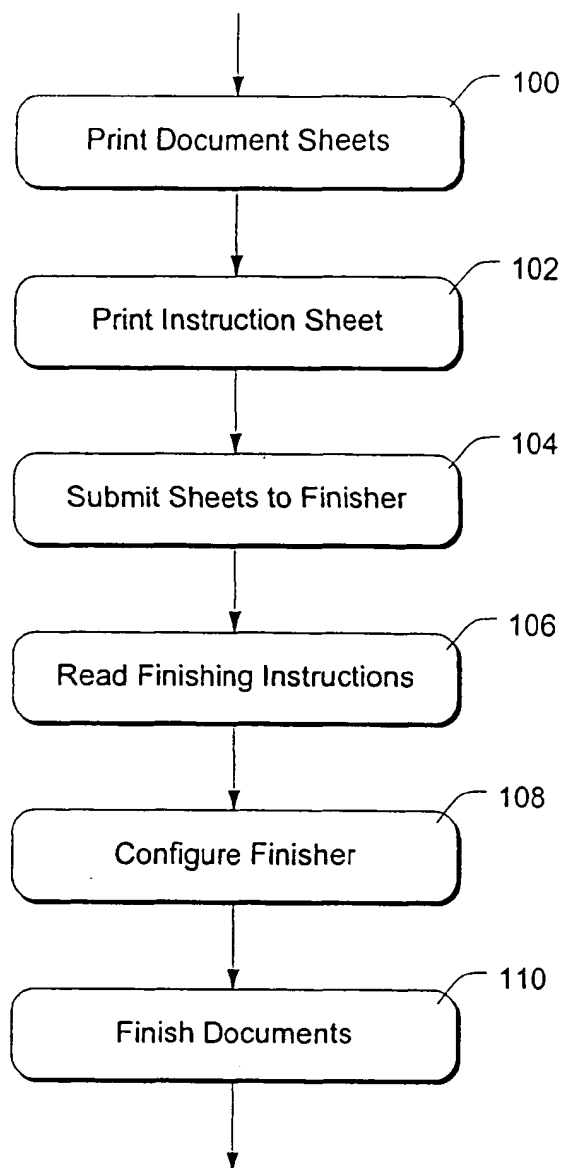 100
Print Document Sheets
102
Print Instruction Sheet
104
Submit Sheets to Finisher
106
Read Finishing Instructions
108
Configure Finisher
110
Finish Documents